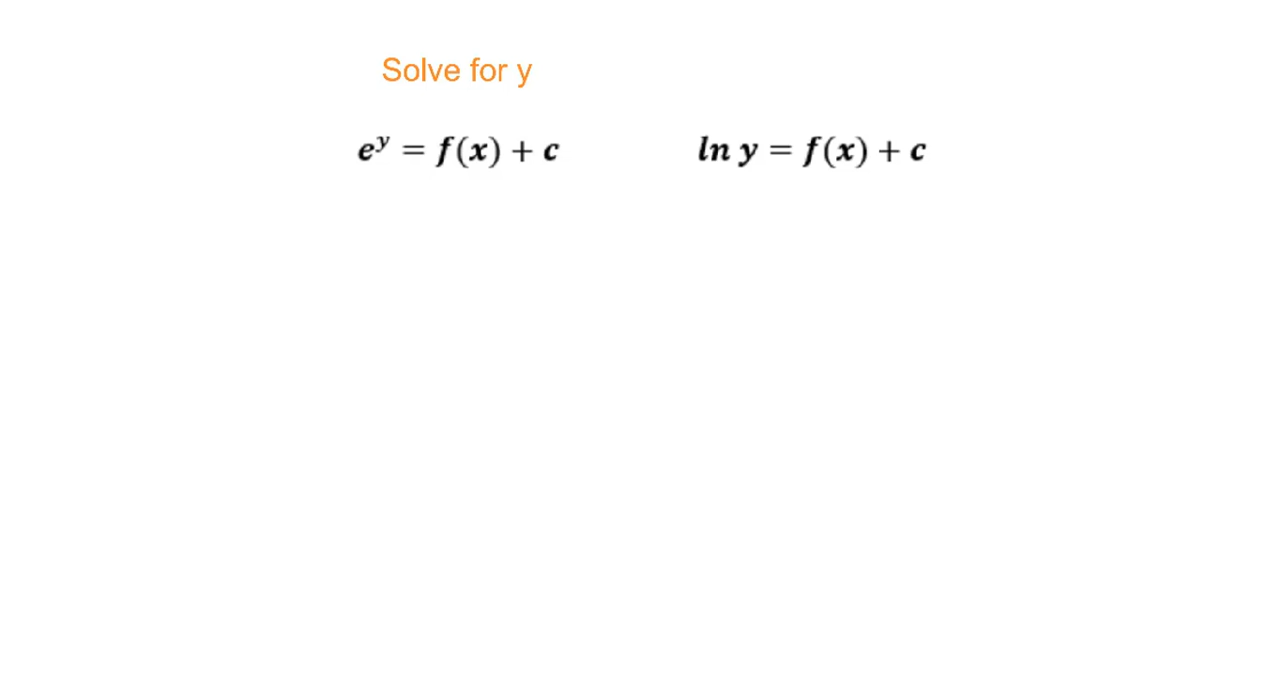 Solve for y
e^y = f(x) + c
ln y = f(x) + c